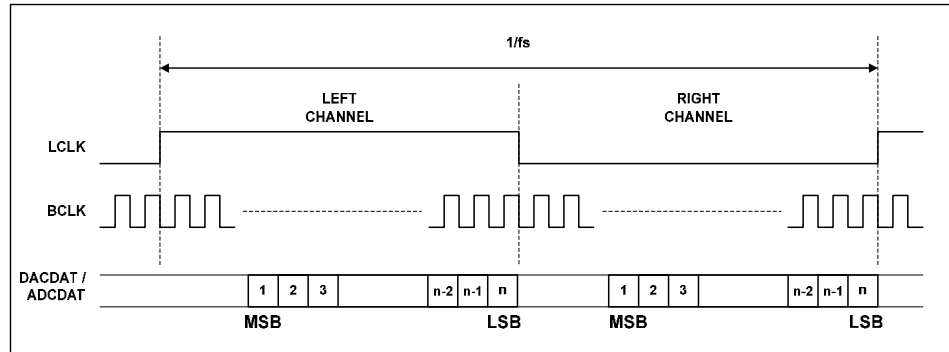 1/fs
LEFT
CHANNEL
RIGHT
CHANNEL
LCLK
BCLK
DACDAT /
ADCDAT
1 2 3 n-2 n-1 n 1 2 3 n-2 n-1 n
MSB LSB MSB LSB